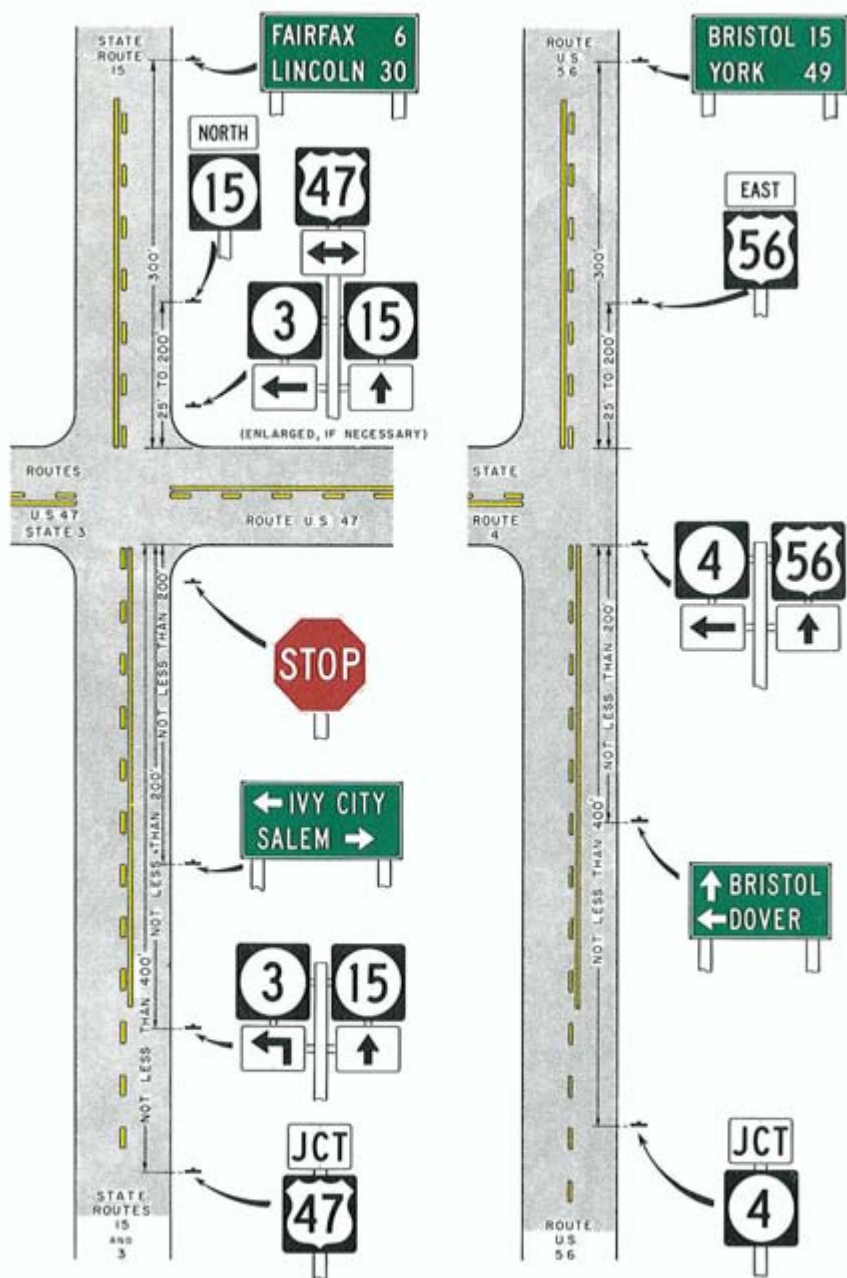 STATE
ROUTE
15
FAIRFAX 6
LINCOLN 30
NORTH
15
47
3
15
(ENLARGED, IF NECESSARY)
300'
25' TO 200'
ROUTES
U.S 47
STATE 3
ROUTE U.S 47
NOT LESS THAN 200'
NOT LESS THAN 200'
NOT LESS THAN 400'
STOP
IVY CITY
SALEM
3
15
JCT
47
STATE
ROUTES
15
AND
3
ROUTE
U S
56
BRISTOL 15
YORK 49
EAST
56
300'
25' TO 200'
STATE
ROUTE
4
4
56
NOT LESS THAN 200'
NOT LESS THAN 400'
BRISTOL
DOVER
JCT
4
ROUTE
US
56